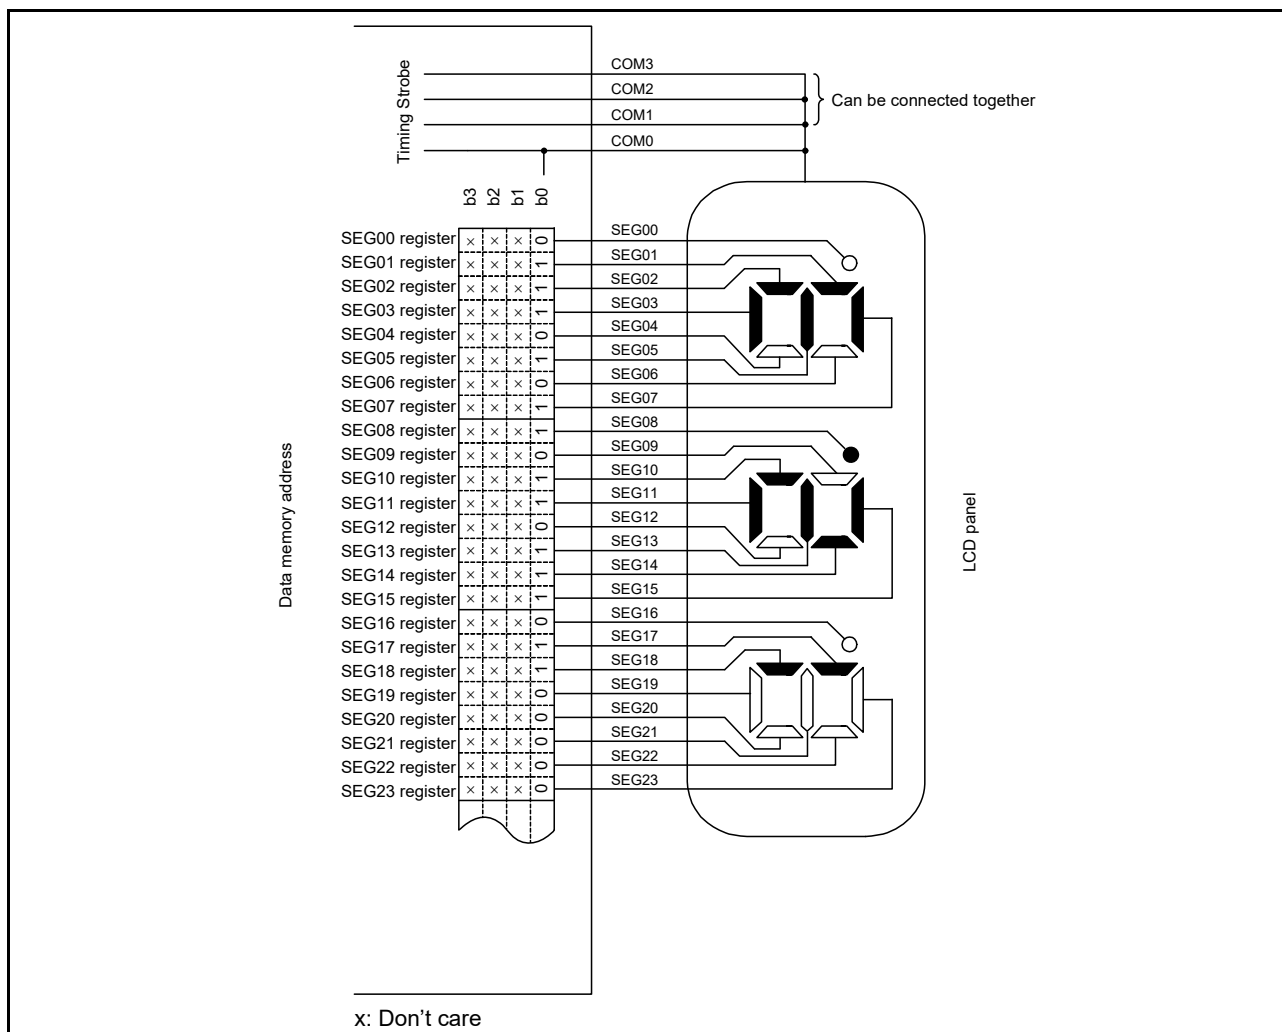 COM3
COM2
COM1
COM0
Can be connected together
Timing Strobe
b3 b2 b1 b0
SEG00 register × × × 0 SEG00
SEG01 register × × × 1 SEG01
SEG02 register × × × 1 SEG02
SEG03 register × × × 1 SEG03
SEG04 register × × × 0 SEG04
SEG05 register × × × 1 SEG05
SEG06 register × × × 0 SEG06
SEG07 register × × × 1 SEG07
SEG08 register × × × 1 SEG08
SEG09 register × × × 0 SEG09
SEG10 register × × × 1 SEG10
SEG11 register × × × 1 SEG11
SEG12 register × × × 0 SEG12
SEG13 register × × × 1 SEG13
SEG14 register × × × 1 SEG14
SEG15 register × × × 1 SEG15
SEG16 register × × × 0 SEG16
SEG17 register × × × 1 SEG17
SEG18 register × × × 1 SEG18
SEG19 register × × × 0 SEG19
SEG20 register × × × 0 SEG20
SEG21 register × × × 0 SEG21
SEG22 register × × × 0 SEG22
SEG23 register × × × 0 SEG23
Data memory address
LCD panel
x: Don't care